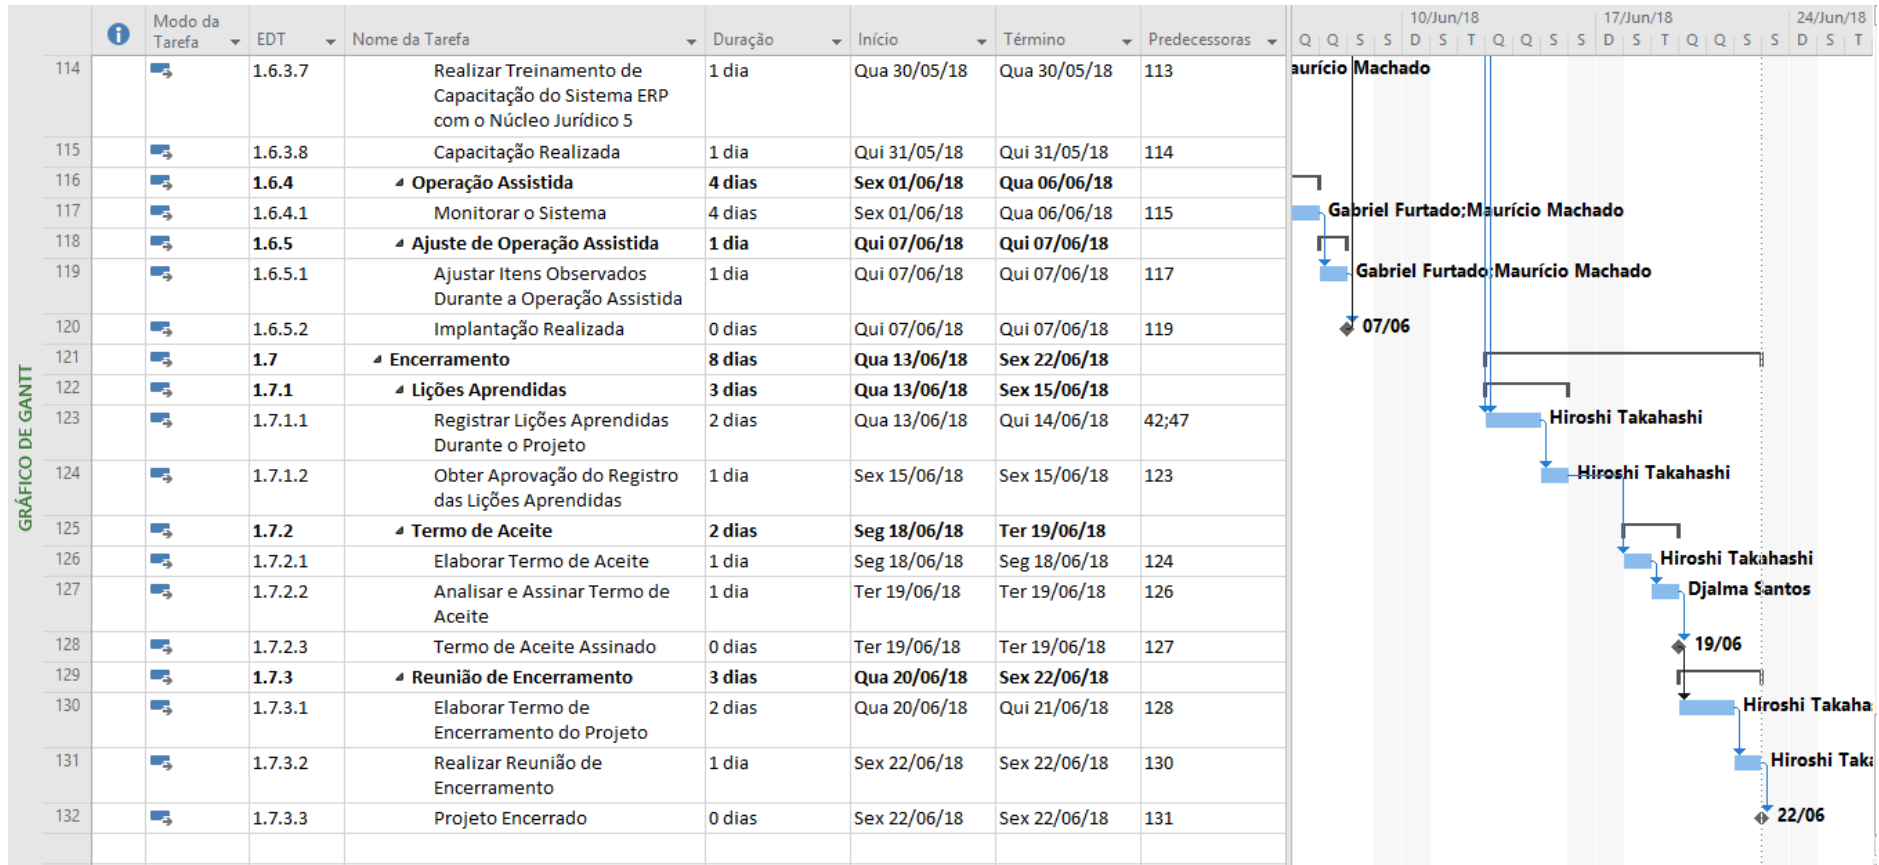 Modo da Tarefa EDT Nome da Tarefa Duração Início Término Predecessoras
10/Jun/18 17/Jun/18 24/Jun/18
Q Q S S D S T Q Q S S D S T Q Q S S D S T
GRÁFICO DE GANTT
114 1.6.3.7 Realizar Treinamento de 1 dia Qua 30/05/18 Qua 30/05/18 113 aurício Machado
Capacitação do Sistema ERP
com o Núcleo Jurídico 5
115 1.6.3.8 Capacitação Realizada 1 dia Qui 31/05/18 Qui 31/05/18 114
116 1.6.4 Operação Assistida 4 dias Sex 01/06/18 Qua 06/06/18
117 1.6.4.1 Monitorar o Sistema 4 dias Sex 01/06/18 Qua 06/06/18 115 Gabriel Furtado;Maurício Machado
118 1.6.5 Ajuste de Operação Assistida 1 dia Qui 07/06/18 Qui 07/06/18
119 1.6.5.1 Ajustar Itens Observados 1 dia Qui 07/06/18 Qui 07/06/18 117 Gabriel Furtado;Maurício Machado
Durante a Operação Assistida
120 1.6.5.2 Implantação Realizada 0 dias Qui 07/06/18 Qui 07/06/18 119 07/06
121 1.7 Encerramento 8 dias Qua 13/06/18 Sex 22/06/18
122 1.7.1 Lições Aprendidas 3 dias Qua 13/06/18 Sex 15/06/18
123 1.7.1.1 Registrar Lições Aprendidas 2 dias Qua 13/06/18 Qui 14/06/18 42;47 Hiroshi Takahashi
Durante o Projeto
124 1.7.1.2 Obter Aprovação do Registro 1 dia Sex 15/06/18 Sex 15/06/18 123 Hiroshi Takahashi
das Lições Aprendidas
125 1.7.2 Termo de Aceite 2 dias Seg 18/06/18 Ter 19/06/18
126 1.7.2.1 Elaborar Termo de Aceite 1 dia Seg 18/06/18 Seg 18/06/18 124 Hiroshi Takahashi
127 1.7.2.2 Analisar e Assinar Termo de 1 dia Ter 19/06/18 Ter 19/06/18 126 Djalma Santos
Aceite
128 1.7.2.3 Termo de Aceite Assinado 0 dias Ter 19/06/18 Ter 19/06/18 127 19/06
129 1.7.3 Reunião de Encerramento 3 dias Qua 20/06/18 Sex 22/06/18
130 1.7.3.1 Elaborar Termo de 2 dias Qua 20/06/18 Qui 21/06/18 128 Hiroshi Takaha
Encerramento do Projeto
131 1.7.3.2 Realizar Reunião de 1 dia Sex 22/06/18 Sex 22/06/18 130 Hiroshi Taka
Encerramento
132 1.7.3.3 Projeto Encerrado 0 dias Sex 22/06/18 Sex 22/06/18 131 22/06